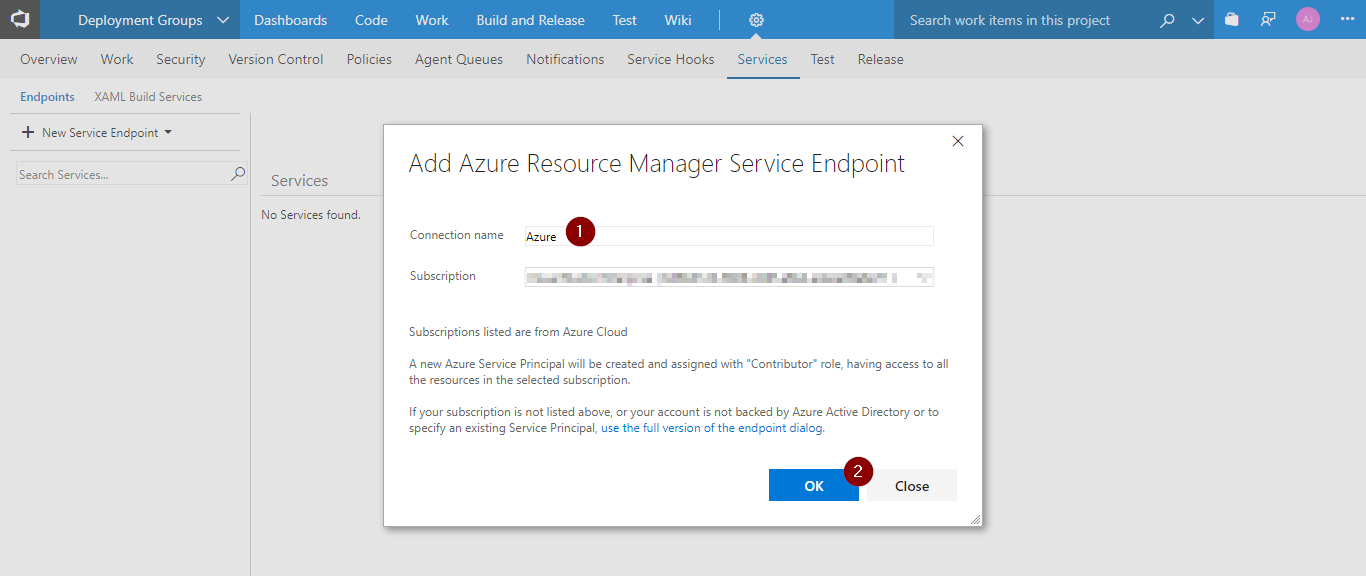 Deployment Groups Dashboards Code Work Build and Release Test Wiki Search work items in this project AJ
Overview Work Security Version Control Policies Agent Queues Notifications Service Hooks Services Test Release
Endpoints XAML Build Services
New Service Endpoint
Search Services...
Services
No Services found.
Add Azure Resource Manager Service Endpoint
Connection name Azure 1
Subscription
Subscriptions listed are from Azure Cloud
A new Azure Service Principal will be created and assigned with "Contributor" role, having access to all
the resources in the selected subscription.
If your subscription is not listed above, or your account is not backed by Azure Active Directory or to
specify an existing Service Principal, use the full version of the endpoint dialog.
2
OK Close